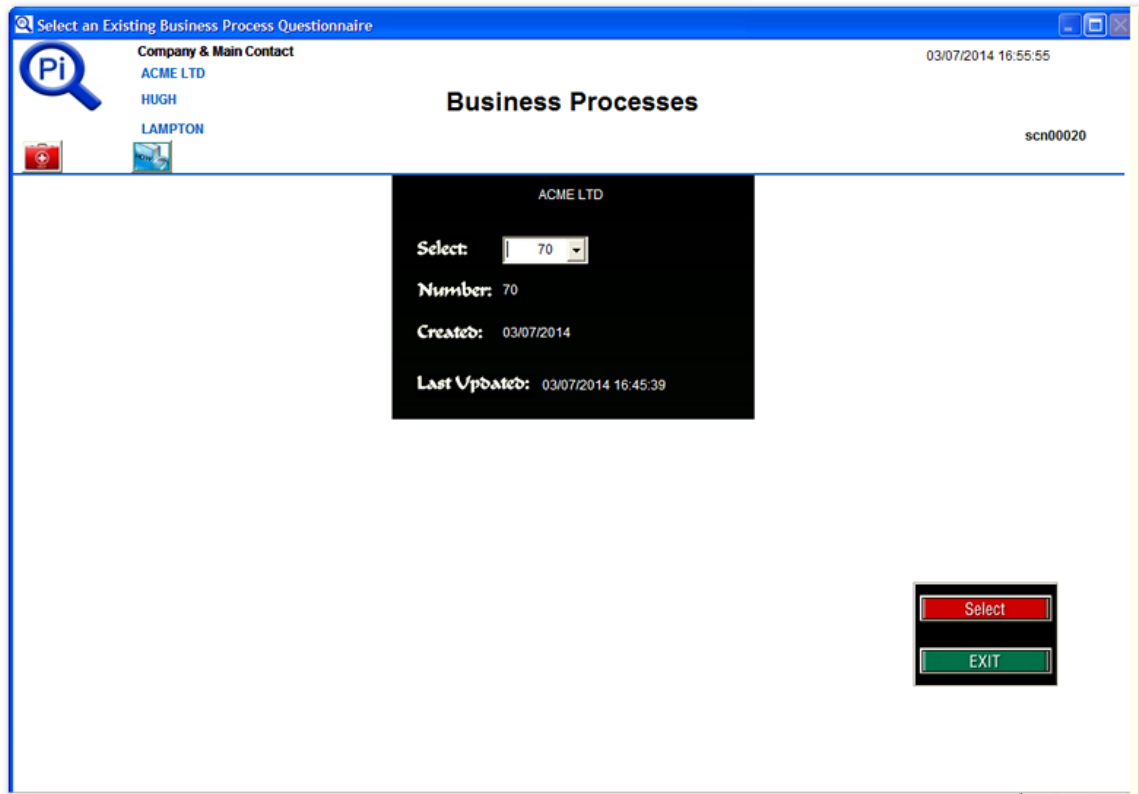 Select an Existing Business Process Questionnaire
Company & Main Contact
03/07/2014 16:55:55
Pi
ACME LTD
HUGH
Business Processes
LAMPTON
scn00020
ACME LTD
Select: 70
Number: 70
Created: 03/07/2014
Last Updated: 03/07/2014 16:45:39
Select
EXIT